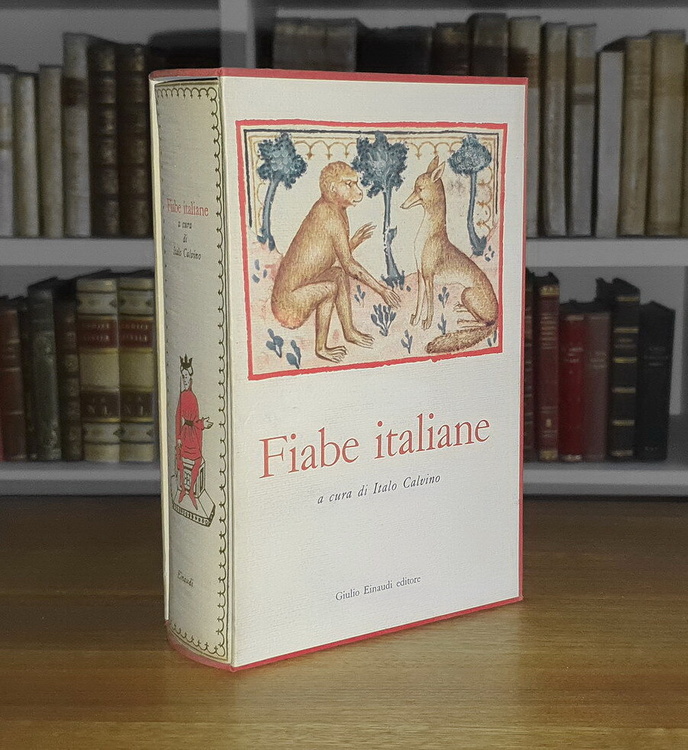 Fiabe italiane
a cura
di
Italo Calvino
Einaudi
Fiabe italiane
a cura di Italo Calvino
Giulio Einaudi editore